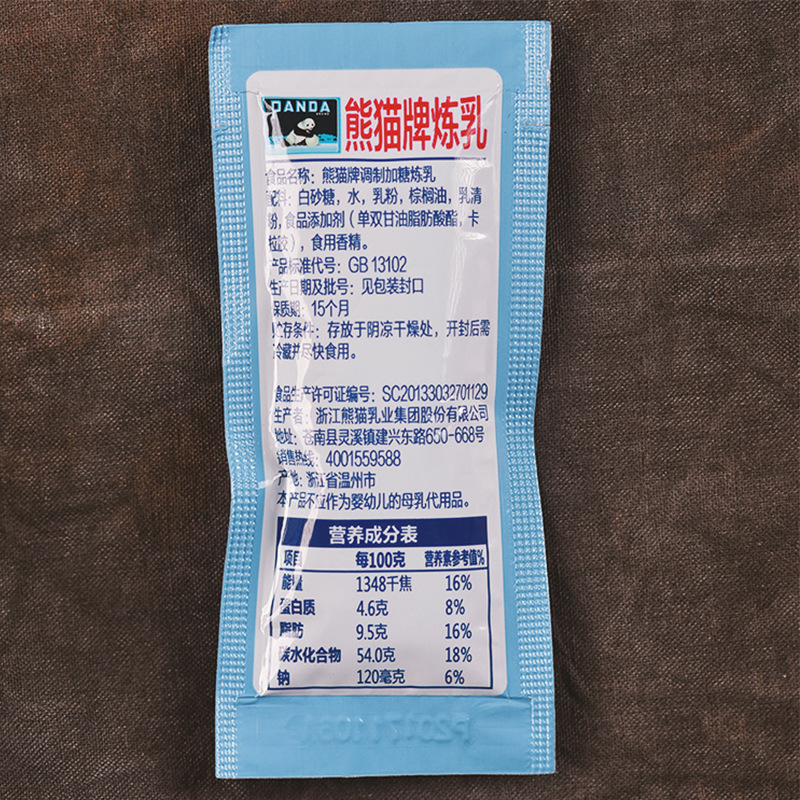 PANDA
熊猫牌炼乳
食品名称：熊猫牌调制加糖炼乳
配料：白砂糖，水，乳粉，棕榈油，乳清
粉，食品添加剂（单双甘油脂肪酸酯，卡
拉胶），食用香精。
产品标准代号：GB 13102
生产日期及批号：见包装封口
保质期：15个月
贮存条件：存放于阴凉干燥处，开封后需
冷藏并尽快食用。
食品生产许可证编号：SC20133032701129
生产者：浙江熊猫乳业集团股份有限公司
地址：苍南县灵溪镇建兴东路650-668号
销售热线：4001559588
产地：浙江省温州市
本产品不应作为婴幼儿的母乳代用品。
营养成分表
项目 每100克 营养素参考值%
能量 1348千焦 16%
蛋白质 4.6克 8%
脂肪 9.5克 16%
碳水化合物 54.0克 18%
钠 120毫克 6%